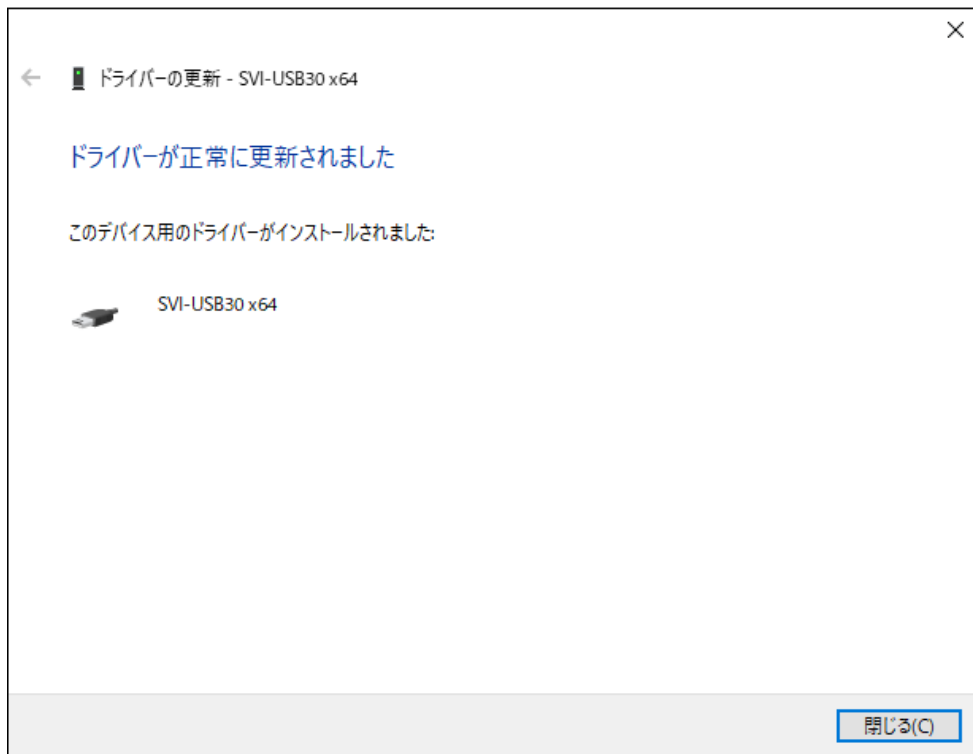 ドライバーの更新 - SVI-USB30 x64
ドライバーが正常に更新されました
このデバイス用のドライバーがインストールされました:
SVI-USB30 x64
閉じる(C)